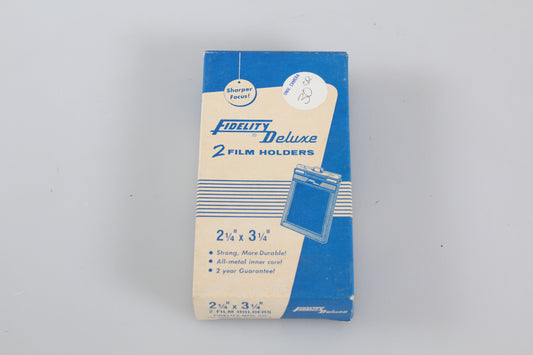 Sharper
Focus!
30
FIDELITY
Deluxe
2 FILM HOLDERS
2¼" x 3¼"
• Strong, More Durable!
• All-metal inner core!
• 2 year Guarantee!
2¼" x 3¼"
2 FILM HOLDERS
FIDELITY
Deluxe